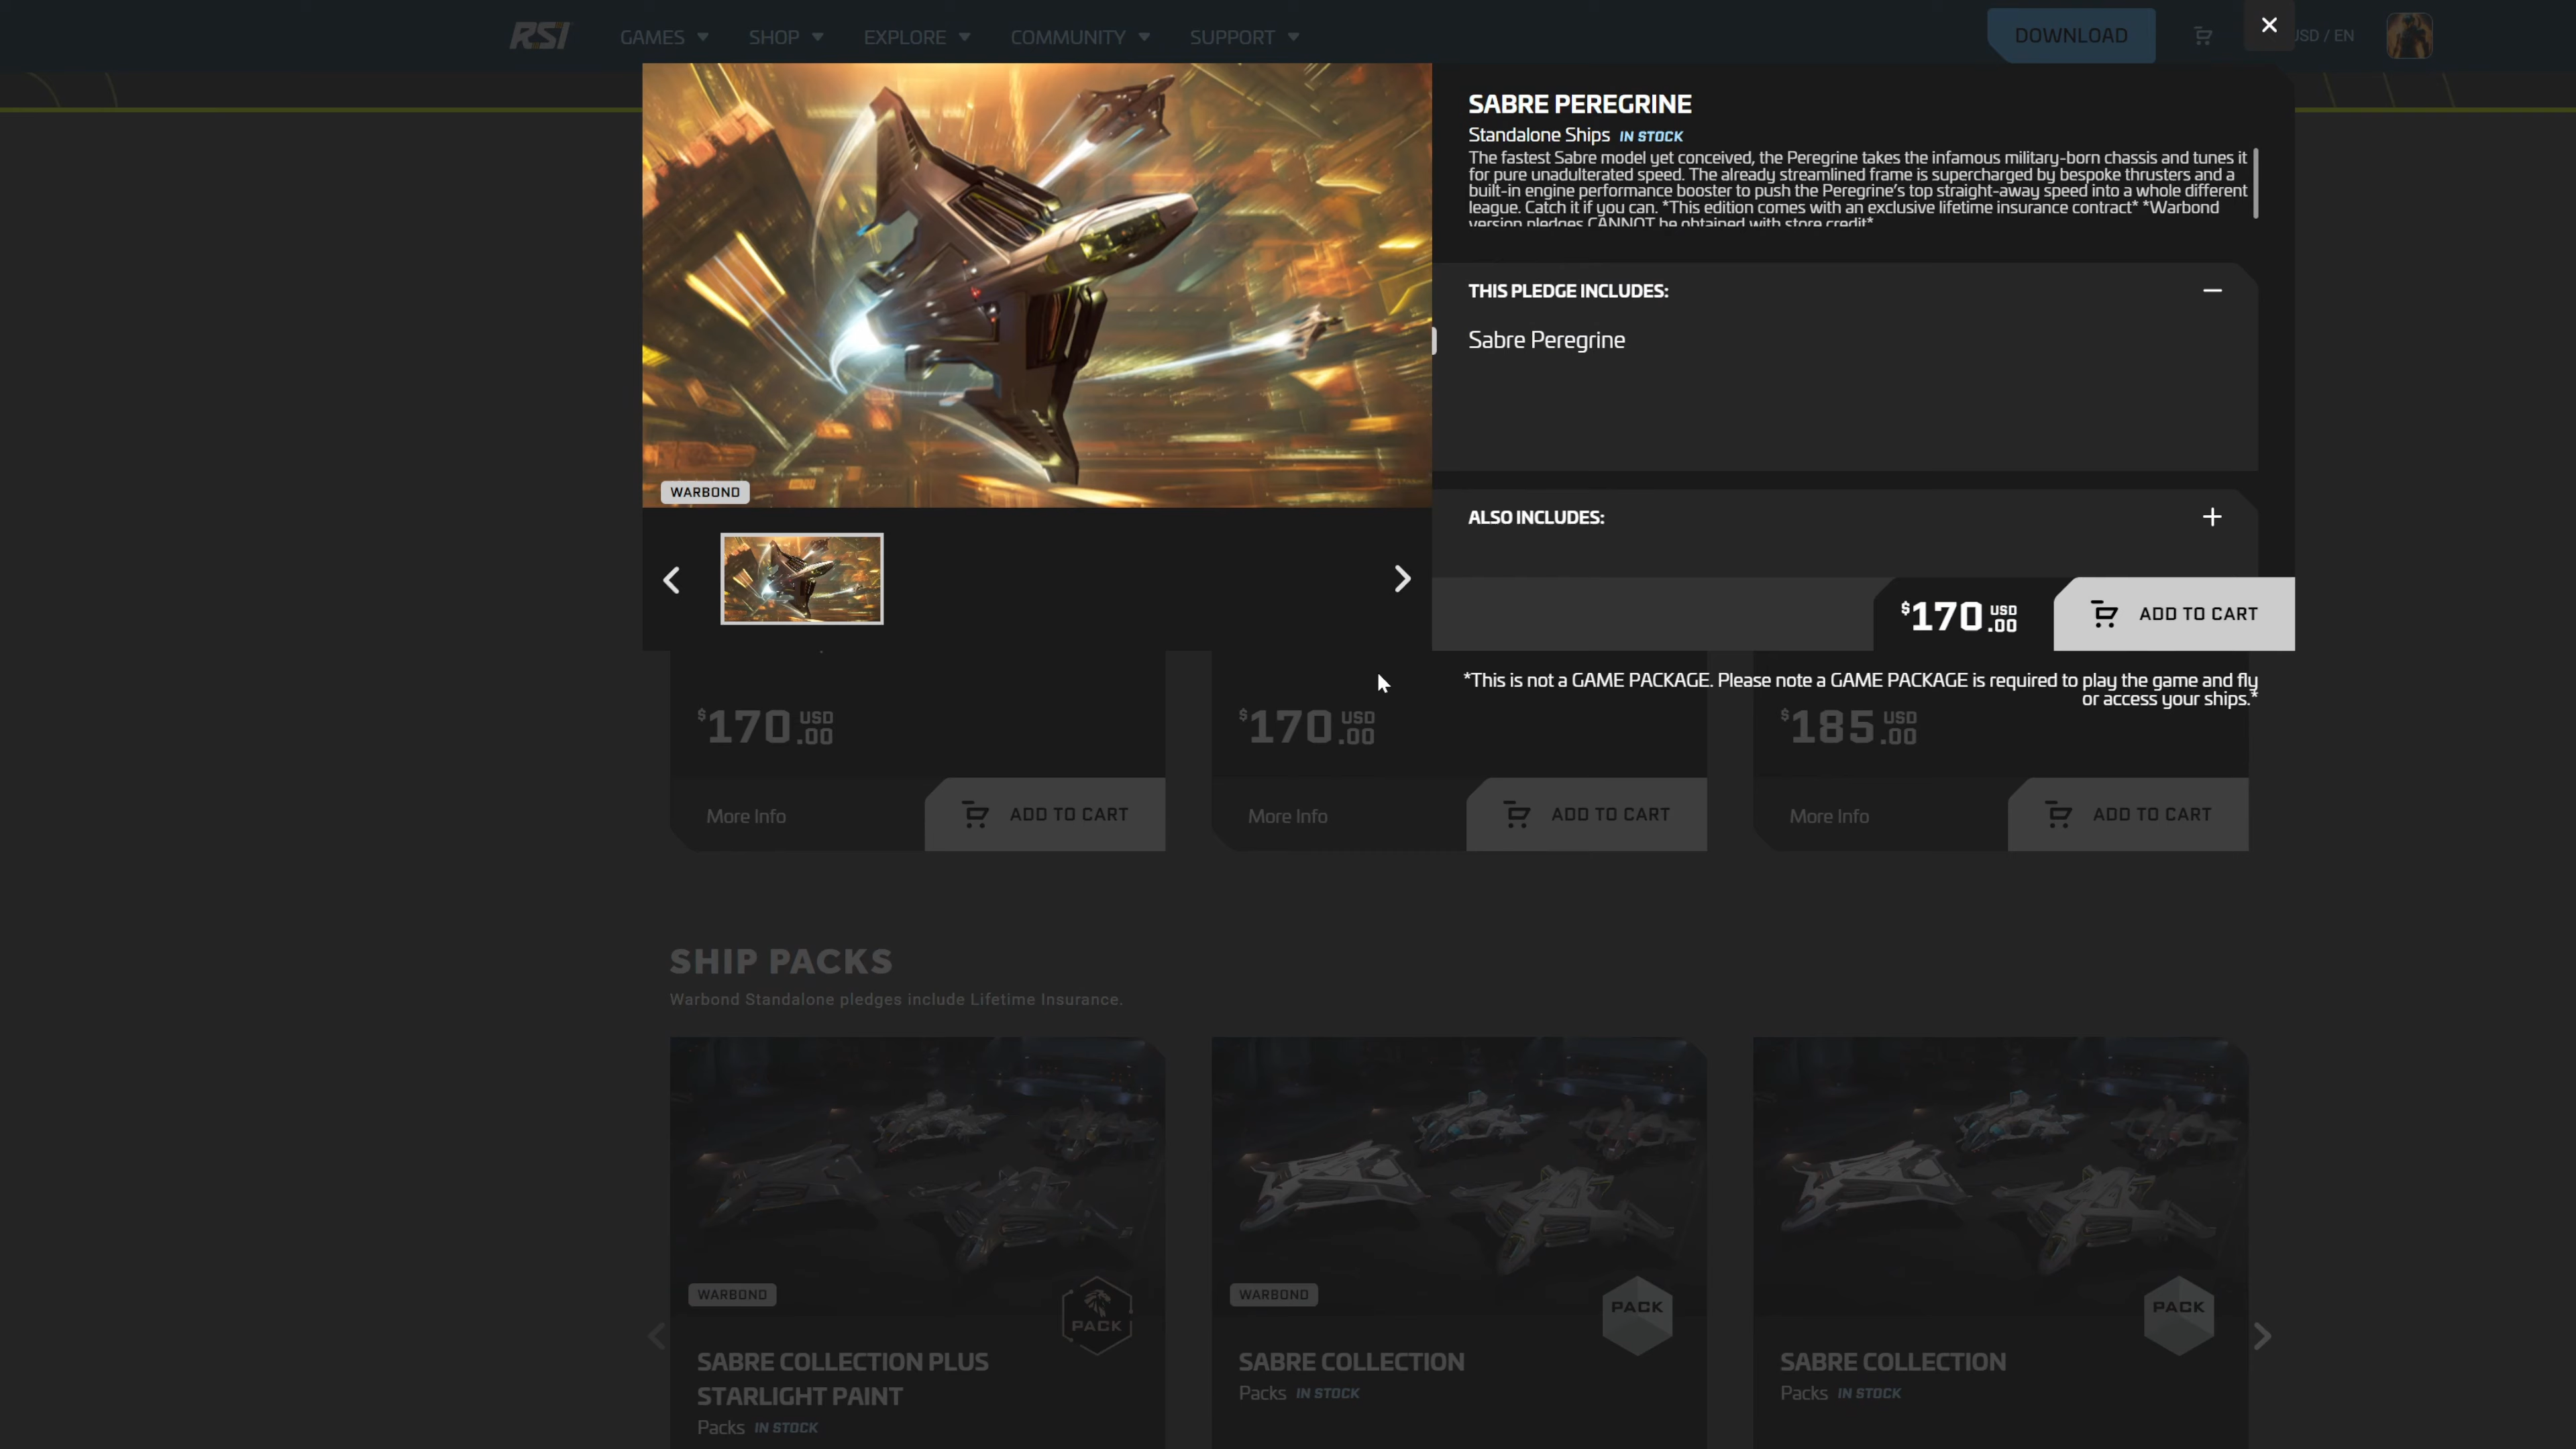 RSI
GAMES
SHOP
EXPLORE
COMMUNITY
SUPPORT
DOWNLOAD
USD / EN
SABRE PEREGRINE
Standalone Ships IN STOCK
The fastest Sabre model yet conceived, the Peregrine takes the infamous military-born chassis and tunes it
for pure unadulterated speed. The already streamlined frame is supercharged by bespoke thrusters and a
built-in engine performance booster to push the Peregrine's top straight-away speed into a whole different
league. Catch it if you can. *This edition comes with an exclusive lifetime insurance contract* *Warbond
version pledges CANNOT be obtained with store credit*
WARBOND
THIS PLEDGE INCLUDES:
Sabre Peregrine
ALSO INCLUDES:
$170 USD .00
ADD TO CART
*This is not a GAME PACKAGE. Please note a GAME PACKAGE is required to play the game and fly
or access your ships.*
$170 USD .00
More Info
ADD TO CART
$170 USD .00
More Info
ADD TO CART
$185 USD .00
More Info
ADD TO CART
SHIP PACKS
Warbond Standalone pledges include Lifetime Insurance.
WARBOND
PACK
SABRE COLLECTION PLUS
STARLIGHT PAINT
Packs IN STOCK
WARBOND
PACK
SABRE COLLECTION
Packs IN STOCK
PACK
SABRE COLLECTION
Packs IN STOCK